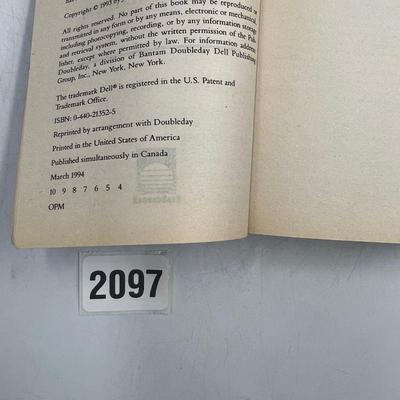 Copyright © 1993 by
All rights reserved. No part of this book may be reproduced or
transmitted in any form or by any means, electronic or mechanical,
including photocopying, recording, or by any information storage
and retrieval system, without the written permission of the Pub-
lisher, except where permitted by law. For information address
Doubleday, a division of Bantam Doubleday Dell Publishing
Group, Inc., New York, New York.
The trademark Dell® is registered in the U.S. Patent and
Trademark Office.
ISBN: 0-440-21352-5
Reprinted by arrangement with Doubleday
Printed in the United States of America
Published simultaneously in Canada
March 1994
10 9 8 7 6 5 4
OPM
2097